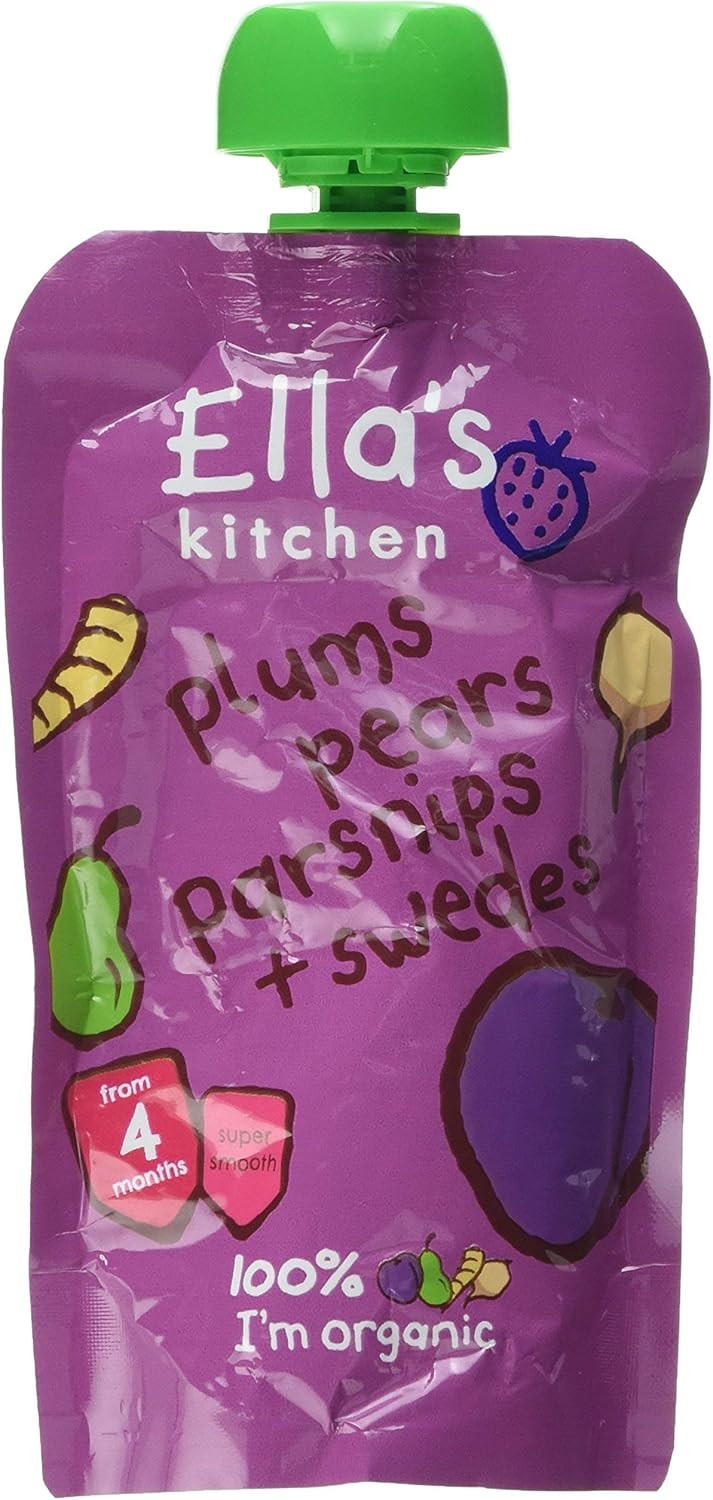 Ella's
kitchen
plums
pears
parsnips
+ swedes
from
4
months
super
smooth
100%
I'm organic